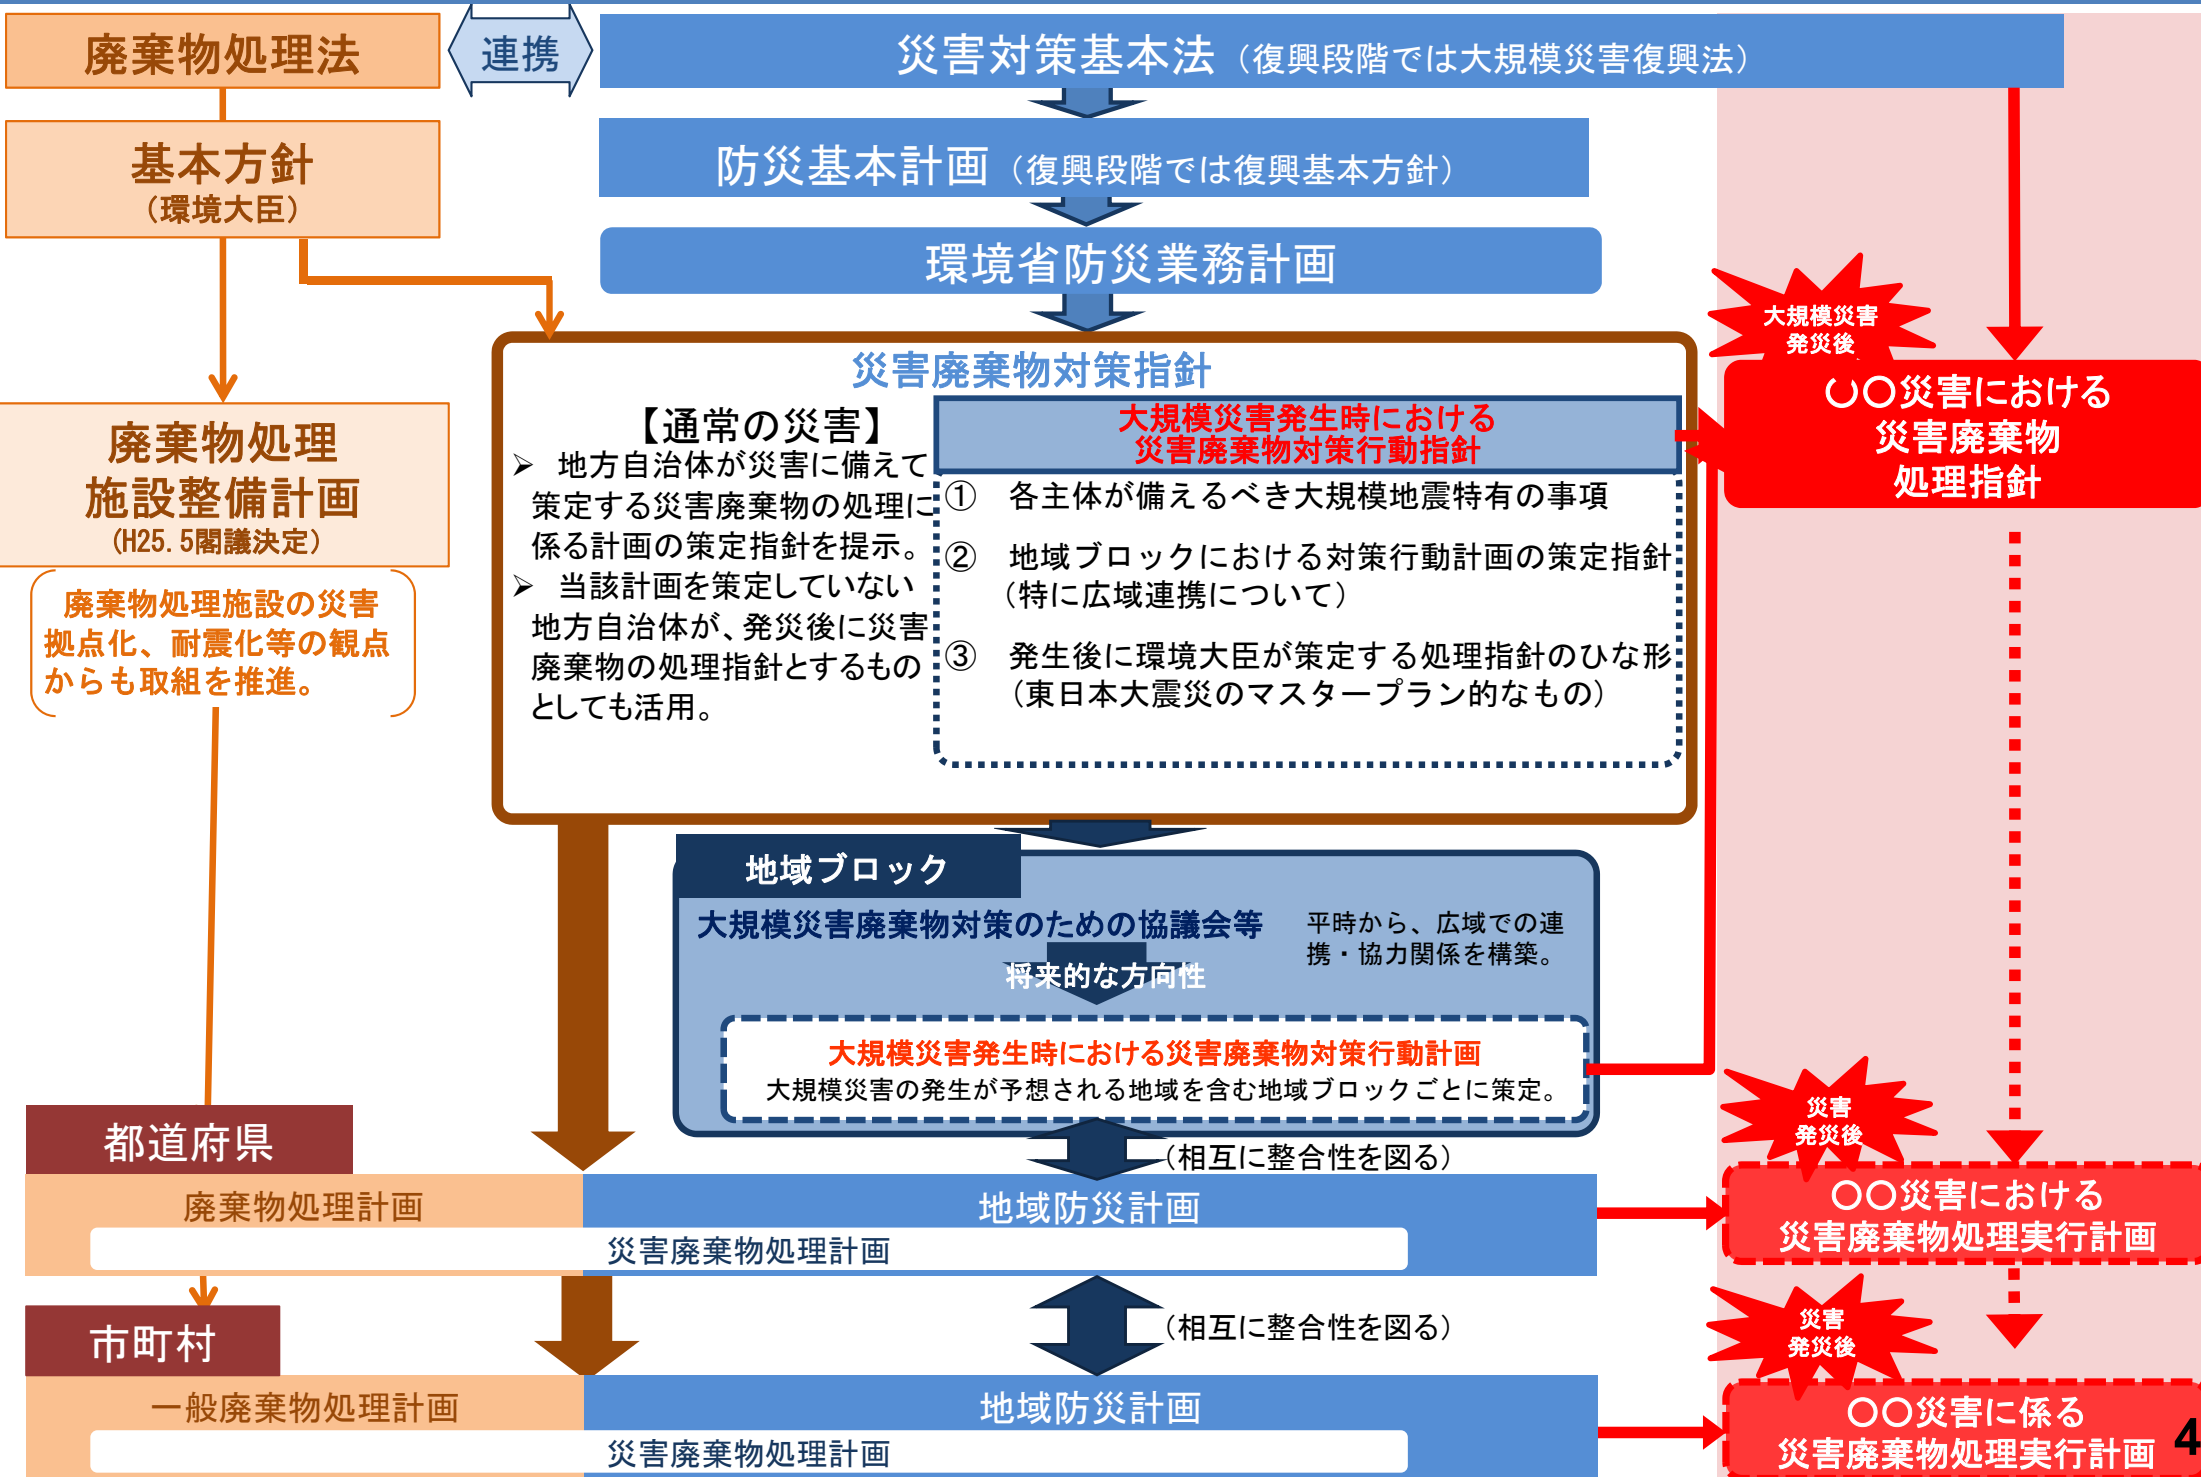 廃棄物処理法
連携
災害対策基本法（復興段階では大規模災害復興法）
基本方針
（環境大臣）
防災基本計画（復興段階では復興基本方針）
環境省防災業務計画
廃棄物処理
施設整備計画
(H25.5閣議決定)
廃棄物処理施設の災害
拠点化、耐震化等の観点
からも取組を推進。
災害廃棄物対策指針
【通常の災害】
➢ 地方自治体が災害に備えて
策定する災害廃棄物の処理に
係る計画の策定指針を提示。
➢ 当該計画を策定していない
地方自治体が、発災後に災害
廃棄物の処理指針とするもの
としても活用。
大規模災害発生時における
災害廃棄物対策行動指針
① 各主体が備えるべき大規模地震特有の事項
② 地域ブロックにおける対策行動計画の策定指針
（特に広域連携について）
③ 発生後に環境大臣が策定する処理指針のひな形
（東日本大震災のマスタープラン的なもの）
大規模災害
発災後
〇〇災害における
災害廃棄物
処理指針
地域ブロック
大規模災害廃棄物対策のための協議会等
平時から、広域での連
携・協力関係を構築。
将来的な方向性
大規模災害発生時における災害廃棄物対策行動計画
大規模災害の発生が予想される地域を含む地域ブロックごとに策定。
（相互に整合性を図る）
都道府県
廃棄物処理計画
地域防災計画
災害廃棄物処理計画
災害
発災後
〇〇災害における
災害廃棄物処理実行計画
（相互に整合性を図る）
市町村
一般廃棄物処理計画
地域防災計画
災害廃棄物処理計画
災害
発災後
〇〇災害に係る
災害廃棄物処理実行計画
4